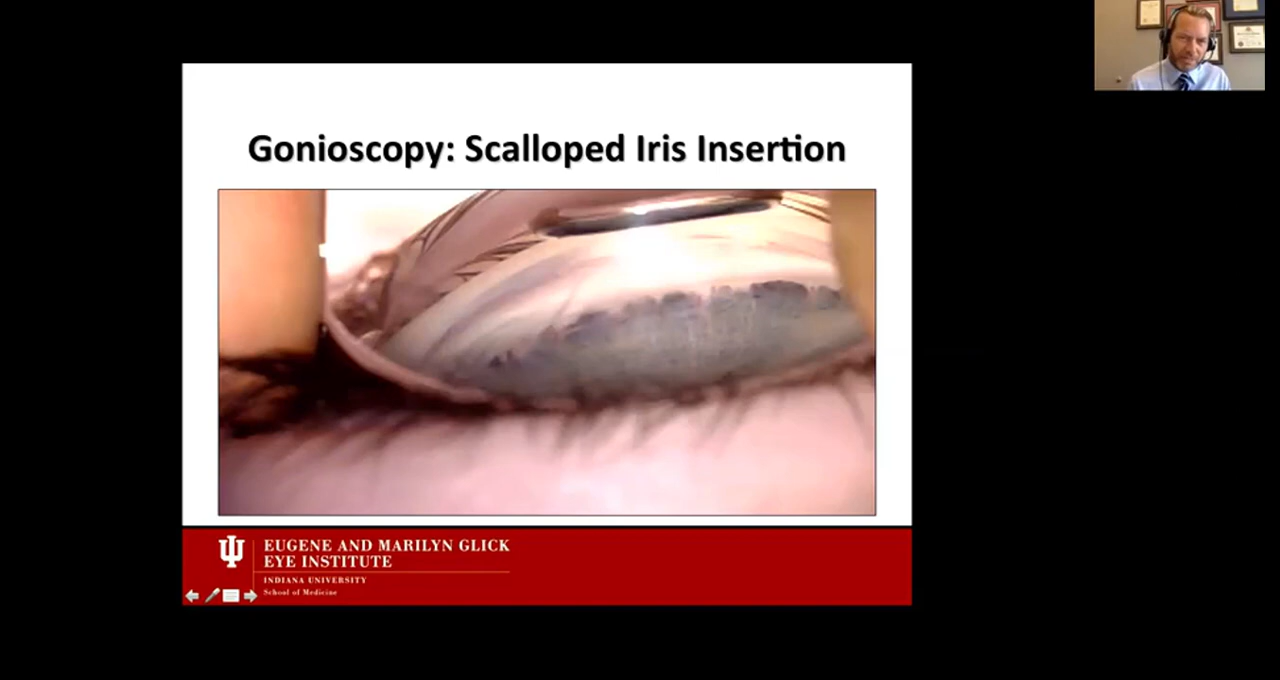 Gonioscopy: Scalloped Iris Insertion
EUGENE AND MARILYN GLICK
EYE INSTITUTE
INDIANA UNIVERSITY
School of Medicine